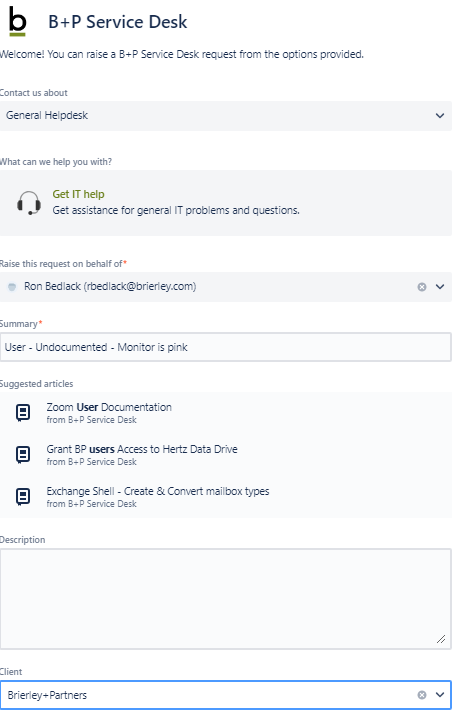 b B+P Service Desk
Welcome! You can raise a B+P Service Desk request from the options provided.
Contact us about
General Helpdesk
What can we help you with?
Get IT help
Get assistance for general IT problems and questions.
Raise this request on behalf of*
Ron Bedlack (rbedlack@brierley.com)
Summary*
User - Undocumented - Monitor is pink
Suggested articles
Zoom User Documentation
from B+P Service Desk
Grant BP users Access to Hertz Data Drive
from B+P Service Desk
Exchange Shell - Create & Convert mailbox types
from B+P Service Desk
Description
Client
Brierley+Partners